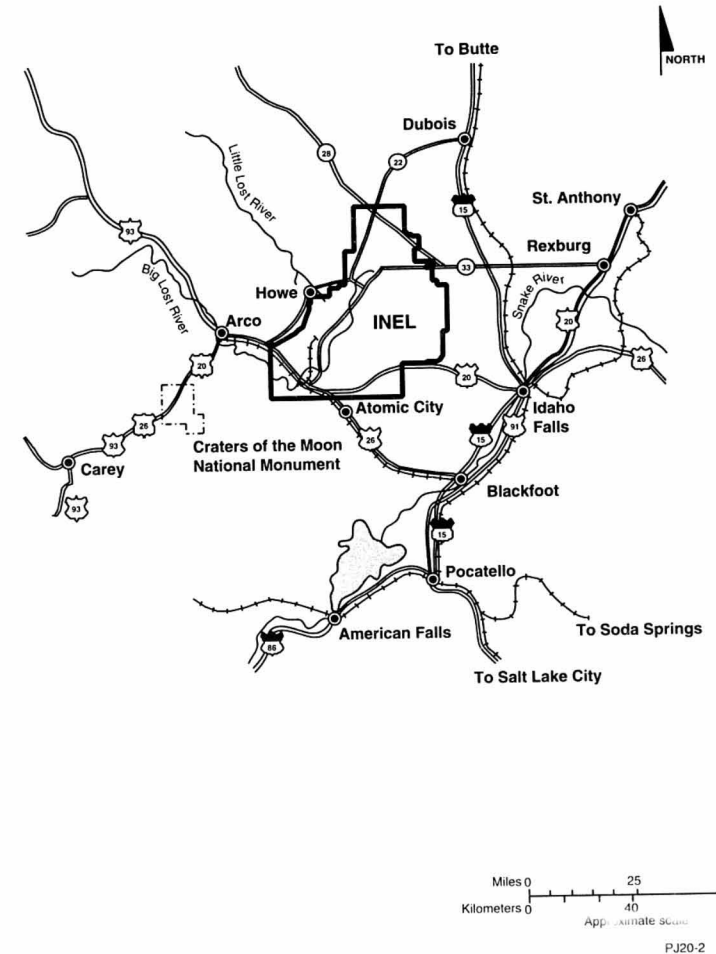 To Butte
NORTH
Dubois
28
22
Little Lost River
15
St. Anthony
93
Rexburg
33
Big Lost River
Howe
Snake River
INEL
20
Arco
20
26
20
Atomic City
Idaho
Falls
26
15
91
93
26
Craters of the Moon
National Monument
Carey
Blackfoot
93
15
Pocatello
American Falls
To Soda Springs
86
To Salt Lake City
Miles 0 25
Kilometers 0 40
scale
PJ20-2